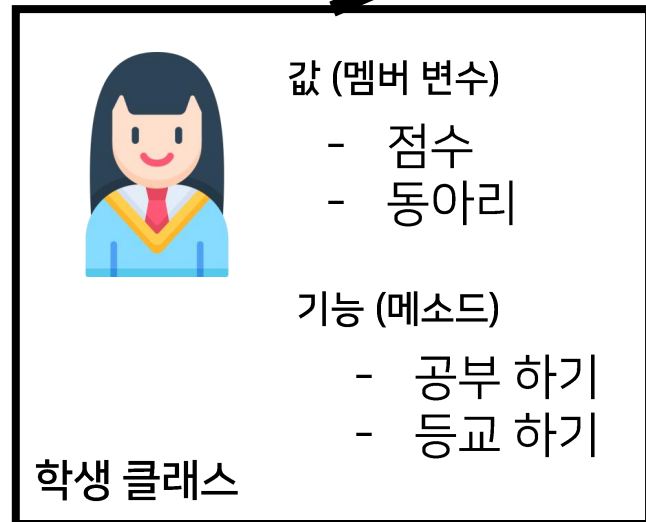 값 (멤버 변수)
- 점수
- 동아리
기능 (메소드)
- 공부 하기
- 등교 하기
학생 클래스